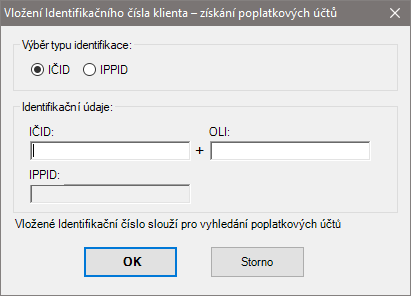 Vložení Identifikačního čísla klienta – získání poplatkových účtů
Výběr typu identifikace:
IČID IPPID
Identifikační údaje:
IČID: OLI:
+
IPPID:
Vložené Identifikační číslo slouží pro vyhledání poplatkových účtů
OK Storno